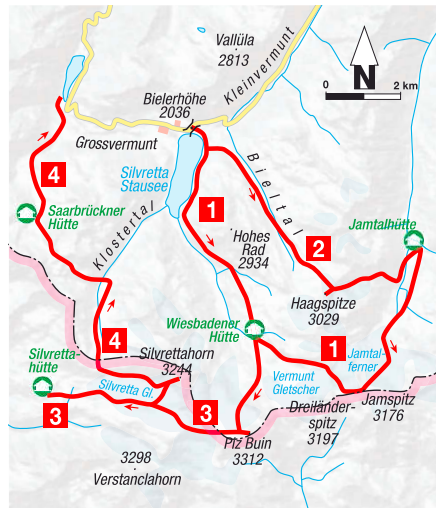 Vallüla
2813
Kleinvermunt
N
0 2 km
Bielerhöhe
2036
Grossvermunt
4
Silvretta
Stausee
Bieltal
Saarbrückner
Hütte
1
Klostertal
Hohes
Rad
2934
2
Jamtalhütte
Haagspitze
3029
Wiesbadener
Hütte
4
Silvrettahorn
3244
1
Jamtal-
ferner
Silvretta-
hütte
Silvretta Gl.
Vermunt
Gletscher
3
3
Dreiländer-
spitz
3197
Jamspitz
3176
Piz Buin
3312
3298
Verstanclahorn